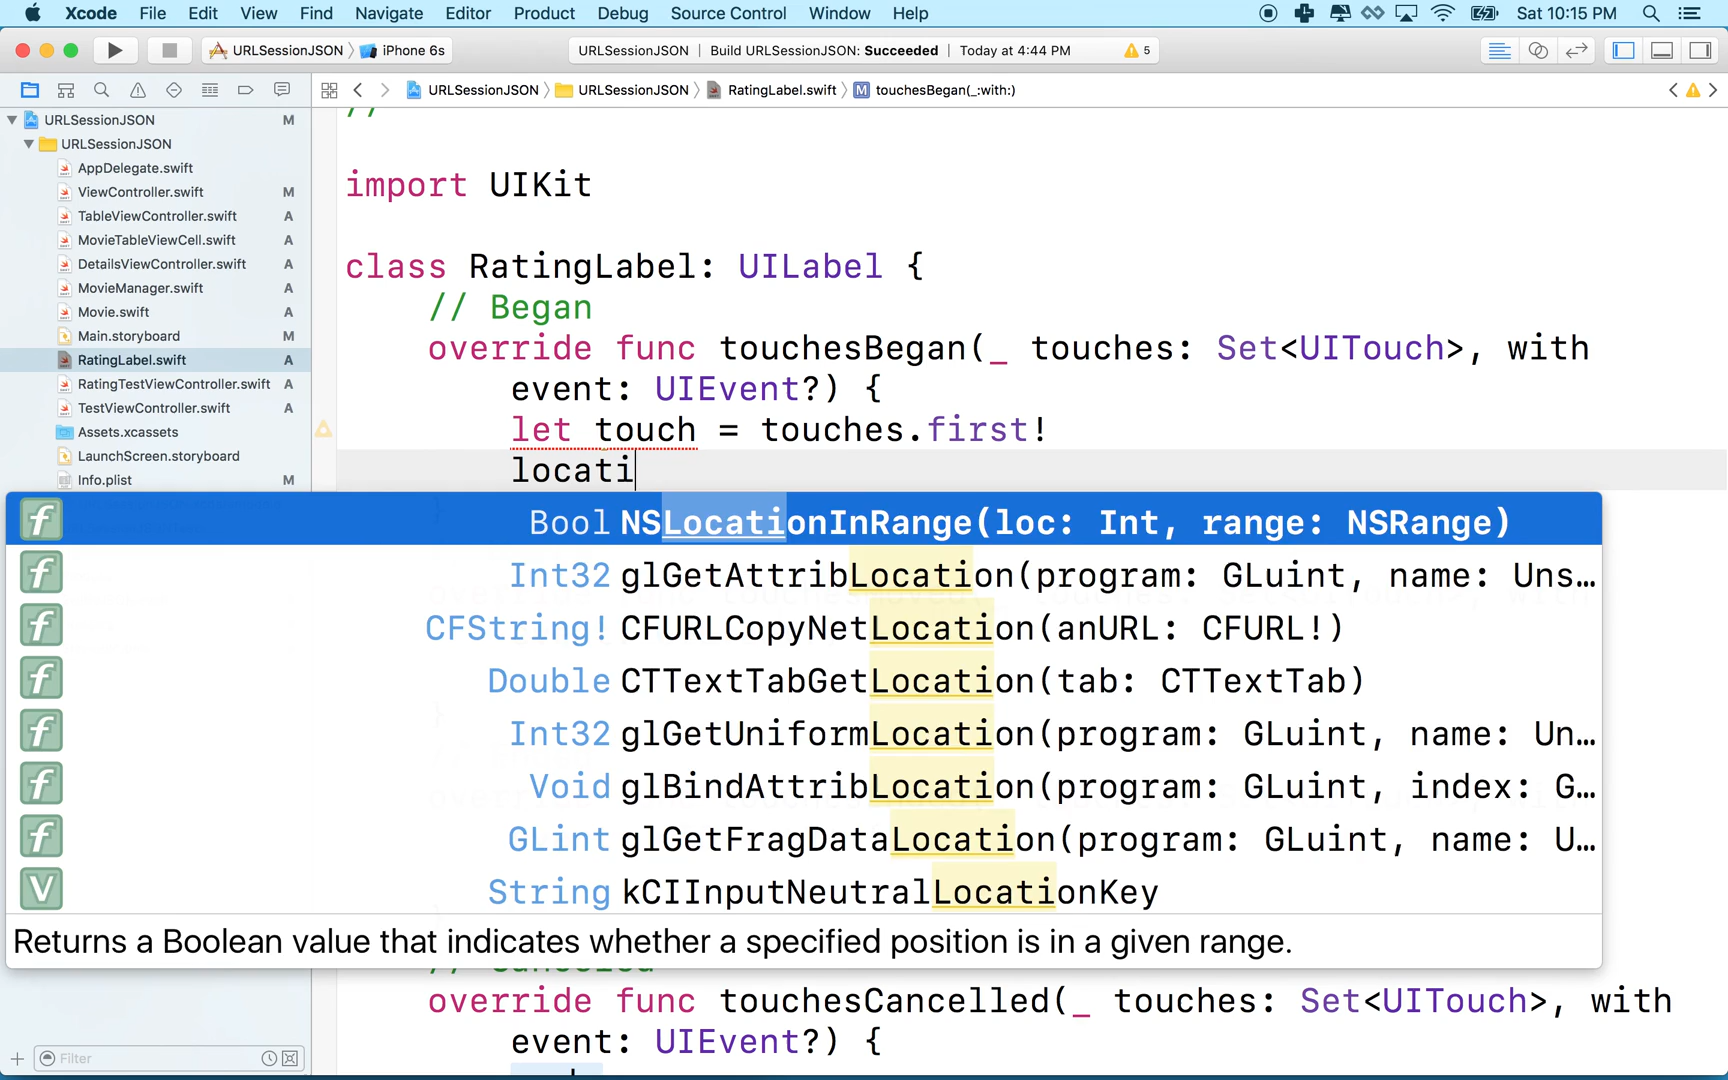 Xcode File Edit View Find Navigate Editor Product Debug Source Control Window Help Sat 10:15 PM
URLSessionJSON iPhone 6s URLSessionJSON Build URLSessionJSON: Succeeded Today at 4:44 PM 5
URLSessionJSON URLSessionJSON RatingLabel.swift M touchesBegan(_:with:)
URLSessionJSON M
URLSessionJSON
AppDelegate.swift
ViewController.swift M
TableViewController.swift A
MovieTableViewCell.swift A
DetailsViewController.swift A
MovieManager.swift A
Movie.swift A
Main.storyboard M
RatingLabel.swift A
RatingTestViewController.swift A
TestViewController.swift A
Assets.xcassets
LaunchScreen.storyboard
Info.plist M
Filter
//
import UIKit
class RatingLabel: UILabel {
// Began
override func touchesBegan(_ touches: Set<UITouch>, with
event: UIEvent?) {
let touch = touches.first!
locati
f Bool NSLocationInRange(loc: Int, range: NSRange)
f Int32 glGetAttribLocation(program: GLuint, name: Uns…
f CFString! CFURLCopyNetLocation(anURL: CFURL!)
f Double CTTextTabGetLocation(tab: CTTextTab)
f Int32 glGetUniformLocation(program: GLuint, name: Un…
f Void glBindAttribLocation(program: GLuint, index: G…
f GLint glGetFragDataLocation(program: GLuint, name: U…
V String kCIInputNeutralLocationKey
Returns a Boolean value that indicates whether a specified position is in a given range.
override func touchesCancelled(_ touches: Set<UITouch>, with
event: UIEvent?) {